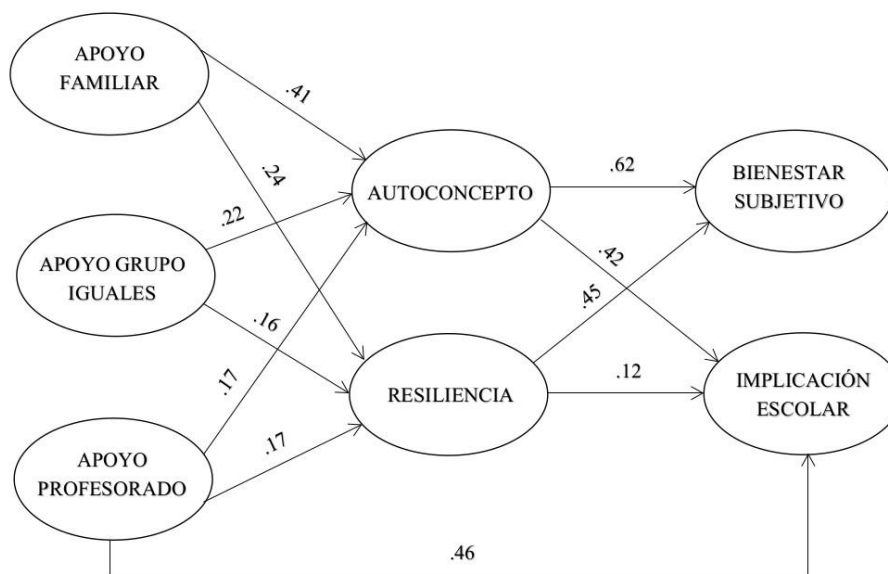 APOYO
FAMILIAR
.41
.24
AUTOCONCEPTO
.62
BIENESTAR
SUBJETIVO
.22
APOYO GRUPO
IGUALES
.42
.45
.16
.17
RESILIENCIA
.12
IMPLICACIÓN
ESCOLAR
.17
APOYO
PROFESORADO
.46